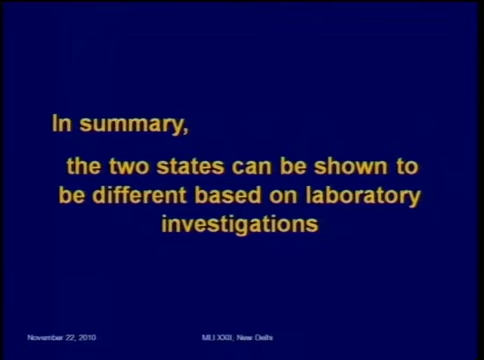 In summary,
the two states can be shown to
be different based on laboratory
investigations
November 22, 2010
MLI XXII, New Delhi